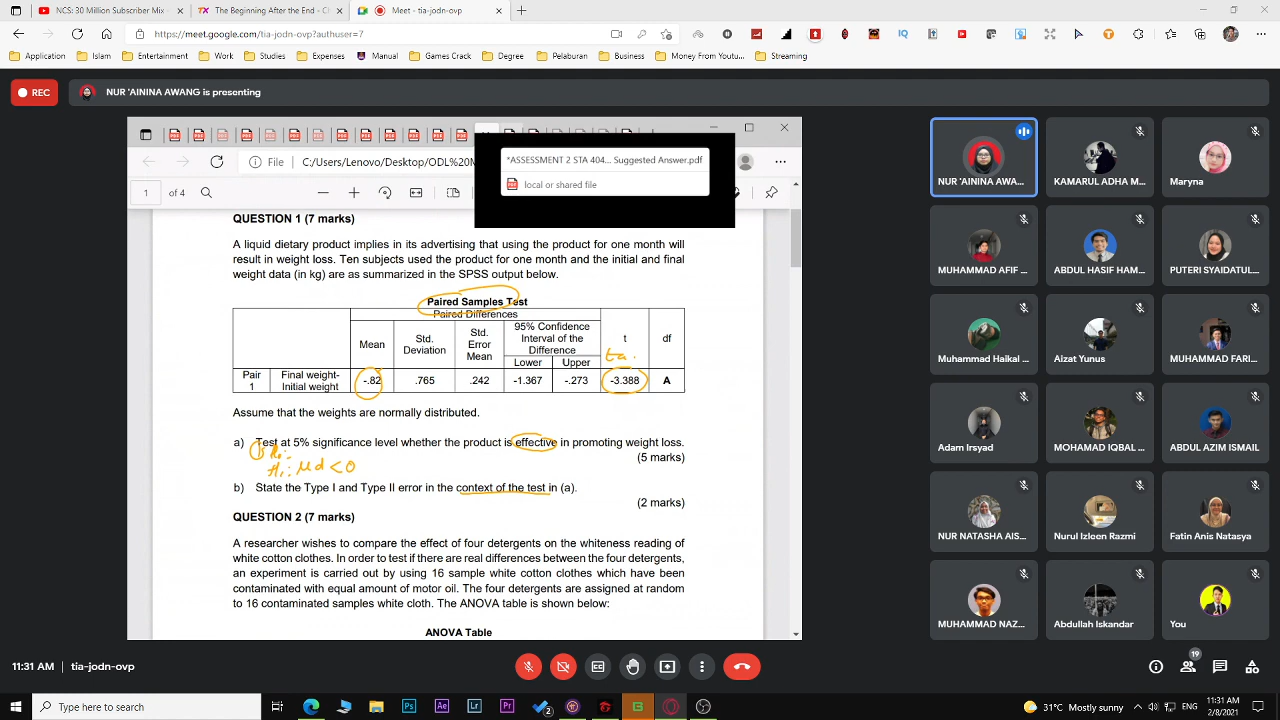 NCS: 30 Million Subscriber Mix
The Beginning After the End - C
Meet - tia-jodn-ovp
https://meet.google.com/tia-jodn-ovp?authuser=7
Application
Islam
Entertainment
Work
Studies
Expenses
Manual
Games Crack
Design
Pelaburan
Business
Money From Youtu...
Streaming
REC
NUR 'AININA AWANG is presenting
File
C:/Users/Lenovo/Desktop/ODL%20N
*ASSESSMENT 2 STA 404... Suggested Answer.pdf
local or shared file
1 of 4
QUESTION 1 (7 marks)
A liquid dietary product implies in its advertising that using the product for one month will
result in weight loss. Ten subjects used the product for one month and the initial and final
weight data (in kg) are as summarized in the SPSS output below.
Paired Samples Test
Paired Differences
Mean
Std. Deviation
Std. Error Mean
95% Confidence Interval of the Difference
Lower
Upper
t
df
Pair 1
Final weight- Initial weight
-.82
.765
.242
-1.367
-.273
-3.388
A
Assume that the weights are normally distributed.
a) Test at 5% significance level whether the product is effective in promoting weight loss.
(5 marks)
H₁: μd < 0
b) State the Type I and Type II error in the context of the test in (a).
(2 marks)
QUESTION 2 (7 marks)
A researcher wishes to compare the effect of four detergents on the whiteness reading of
white cotton clothes. In order to test if there are real differences between the four detergents,
an experiment is carried out by using 16 sample white cotton clothes which have been
contaminated with equal amount of motor oil. The four detergents are assigned at random
to 16 contaminated samples white cloth. The ANOVA table is shown below:
ANOVA Table
NUR 'AININA AWA...
KAMARUL ADHA M...
Maryna
MUHAMMAD AFIF ...
ABDUL HASIF HAM...
PUTERI SYAIDATUL...
Muhammad Haikal ...
Aizat Yunus
MUHAMMAD FARI...
Adam Irsyad
MOHAMAD IQBAL ...
ABDUL AZIM ISMAIL
NUR NATASHA AIS...
Nurul Izleen Razmi
Fatin Anis Natasya
MUHAMMAD NAZ...
Abdullah Iskandar
You
11:31 AM | tia-jodn-ovp
19
Type here to search
31°C Mostly sunny
ENG
11:31 AM
2/8/2021